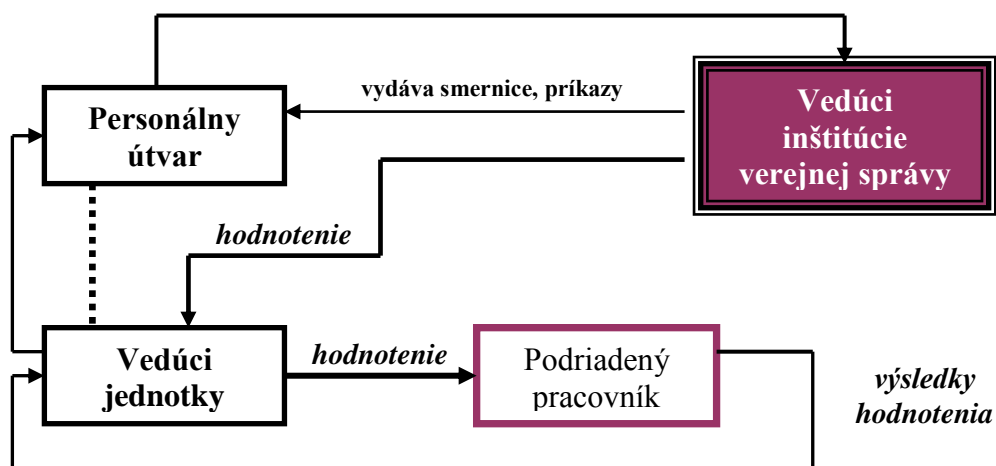 vydáva smernice, príkazy
Personálny
útvar
Vedúci
inštitúcie
verejnej správy
hodnotenie
Vedúci
jednotky
hodnotenie
Podriadený
pracovník
výsledky
hodnotenia